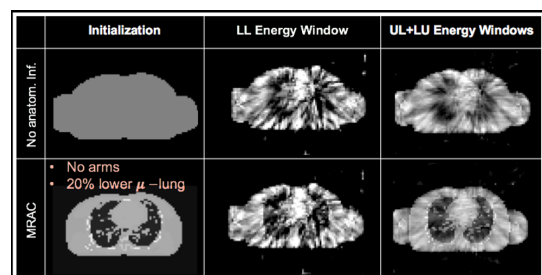 Initialization
LL Energy Window
UL+LU Energy Windows
No anatom. Inf.
• No arms
• 20% lower μ –lung
MRAC